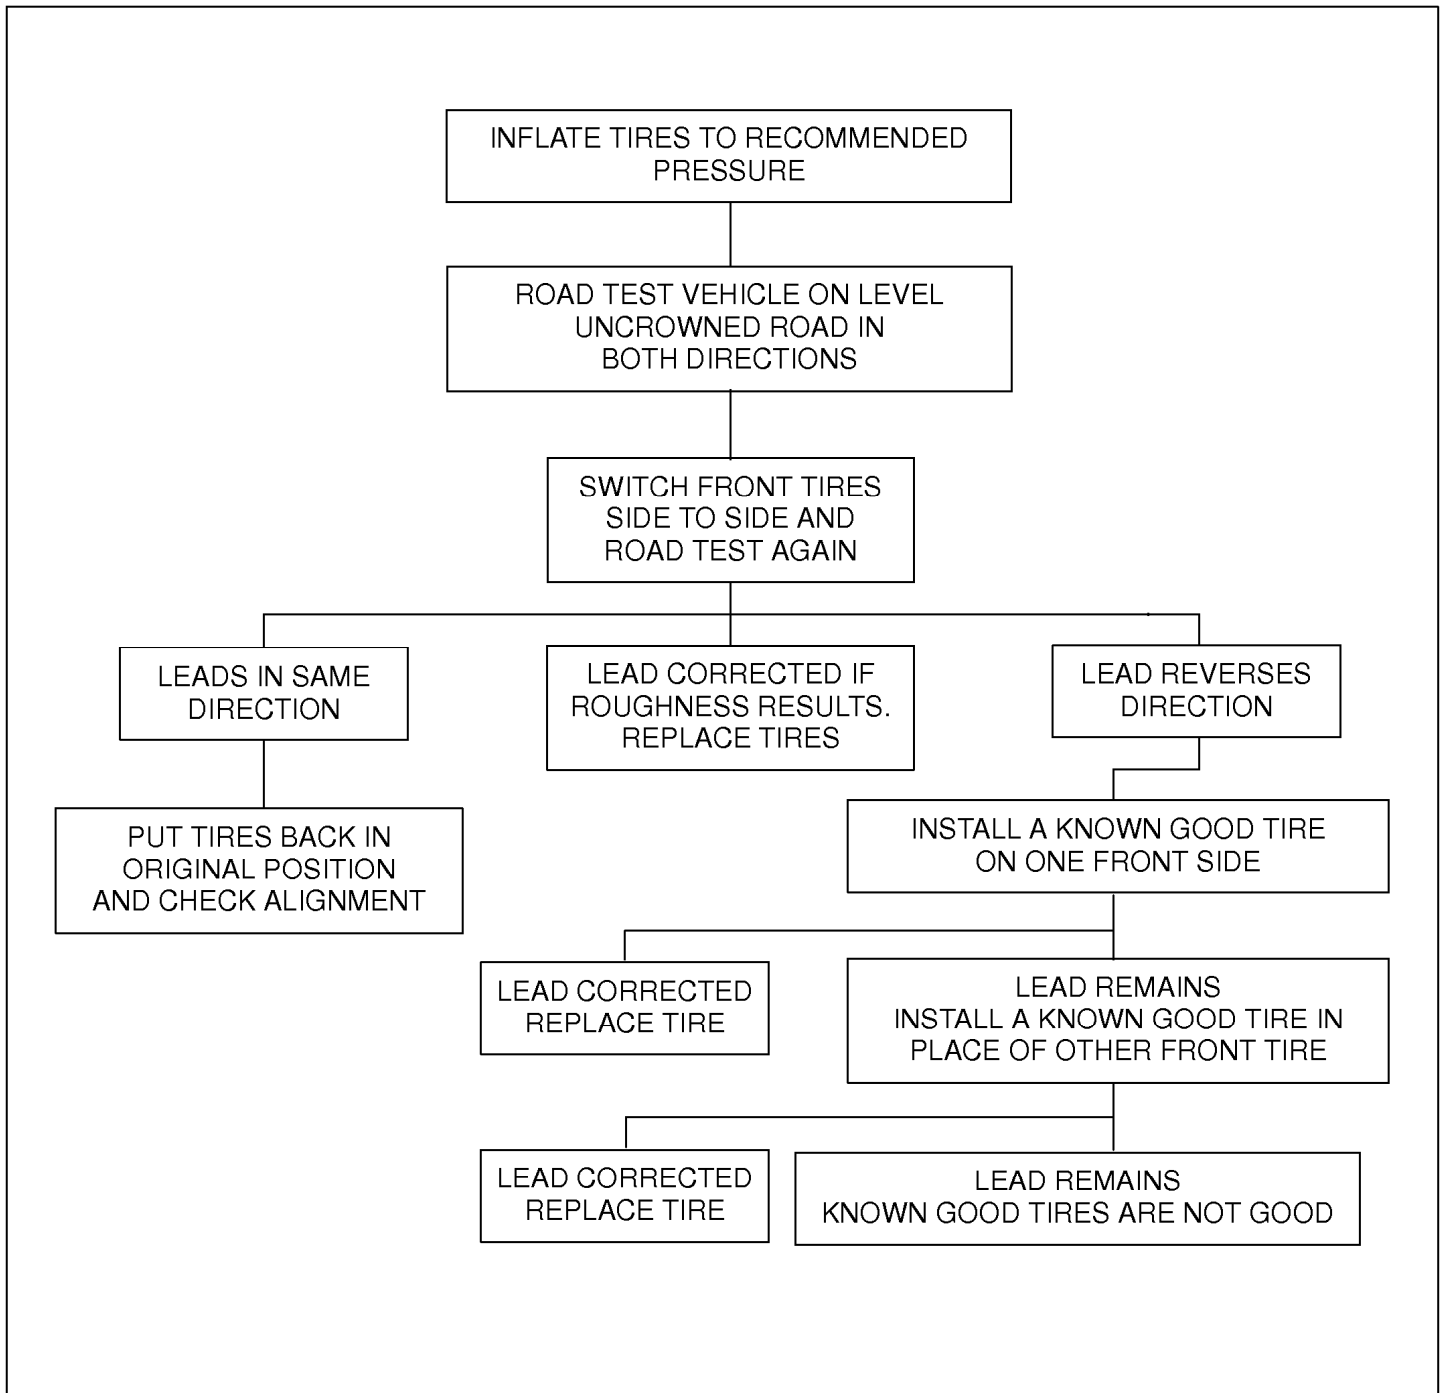 INFLATE TIRES TO RECOMMENDED
PRESSURE
ROAD TEST VEHICLE ON LEVEL
UNCROWNED ROAD IN
BOTH DIRECTIONS
SWITCH FRONT TIRES
SIDE TO SIDE AND
ROAD TEST AGAIN
LEADS IN SAME
DIRECTION
LEAD CORRECTED IF
ROUGHNESS RESULTS.
REPLACE TIRES
LEAD REVERSES
DIRECTION
PUT TIRES BACK IN
ORIGINAL POSITION
AND CHECK ALIGNMENT
INSTALL A KNOWN GOOD TIRE
ON ONE FRONT SIDE
LEAD CORRECTED
REPLACE TIRE
LEAD REMAINS
INSTALL A KNOWN GOOD TIRE IN
PLACE OF OTHER FRONT TIRE
LEAD CORRECTED
REPLACE TIRE
LEAD REMAINS
KNOWN GOOD TIRES ARE NOT GOOD